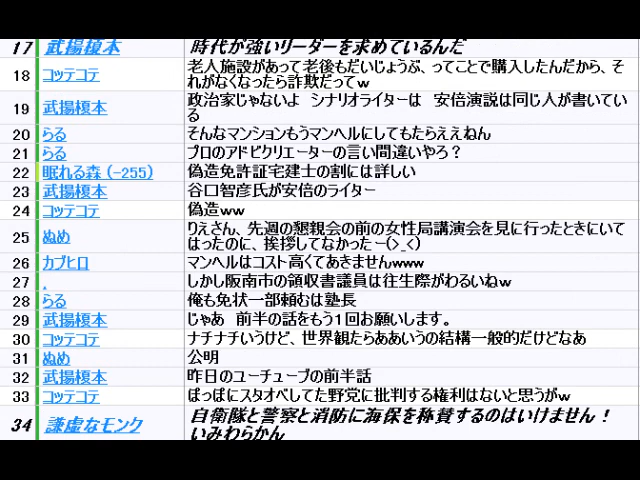 17 武揚榎本 時代が強いリーダーを求めているんだ
18 コッテコテ 老人施設があって老後もだいじょうぶ、ってことで購入したんだから、そ
れがなくなったら詐欺だってｗ
19 武揚榎本 政治家じゃないよ　シナリオライターは　安倍演説は同じ人が書いてい
る
20 らる そんなマンションもうマンヘルにしてもたらええねん
21 らる プロのアドビクリエーターの言い間違いやろ？
22 眠れる森 (-255) 偽造免許証宅建士の割には詳しい
23 武揚榎本 谷口智彦氏が安倍のライター
24 コッテコテ 偽造ｗｗ
25 ぬめ りえさん、先週の懇親会の前の女性局講演会を見に行ったときにいて
はったのに、挨拶してなかったー(>_<)
26 カブヒロ マンヘルはコスト高くてあきませんwww
27 . しかし阪南市の領収書議員は往生際がわるいねｗ
28 らる 俺も免状一部頼むは塾長
29 武揚榎本 じゃあ　前半の話をもう1回お願いします。
30 コッテコテ ナチナチいうけど、世界観たらああいうの結構一般的だけどなあ
31 ぬめ 公明
32 武揚榎本 昨日のユーチューブの前半話
33 コッテコテ ぽっぽにスタオベしてた野党に批判する権利はないと思うがｗ
34 謙虚なモンク 自衛隊と警察と消防に海保を称賛するのはいけません！
いみわらかん